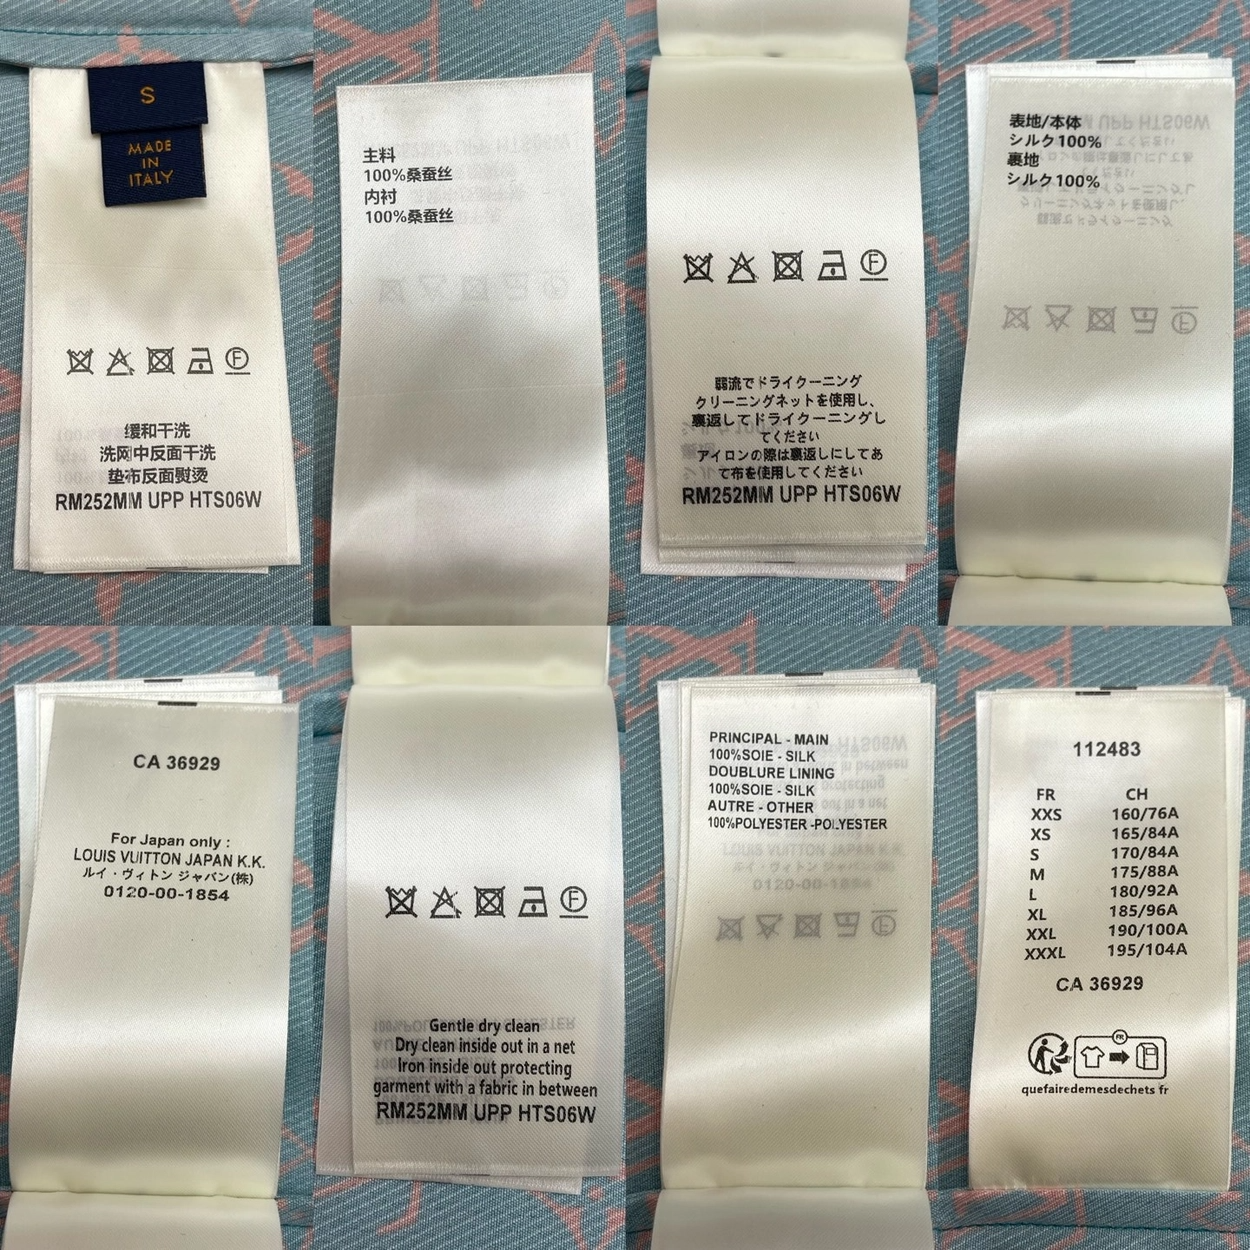 S
MADE
IN
ITALY
缓和干洗
洗网中反面干洗
垫布反面熨烫
RM252MM UPP HTS06W
主料
100%桑蚕丝
内衬
100%桑蚕丝
弱流でドライクーニング
クリーニングネットを使用し、
裏返してドライクーニングし
てください
アイロンの際は裏返しにしてあ
て布を使用してください
RM252MM UPP HTS06W
表地/本体
シルク100%
裏地
シルク100%
CA 36929
For Japan only :
LOUIS VUITTON JAPAN K.K.
ルイ・ヴィトン ジャパン(株)
0120-00-1854
Gentle dry clean
Dry clean inside out in a net
Iron inside out protecting
garment with a fabric in between
RM252MM UPP HTS06W
PRINCIPAL - MAIN
100%SOIE - SILK
DOUBLURE LINING
100%SOIE - SILK
AUTRE - OTHER
100%POLYESTER -POLYESTER
112483
FR CH
XXS 160/76A
XS 165/84A
S 170/84A
M 175/88A
L 180/92A
XL 185/96A
XXL 190/100A
XXXL 195/104A
CA 36929
FR
quefairedemesdechets fr